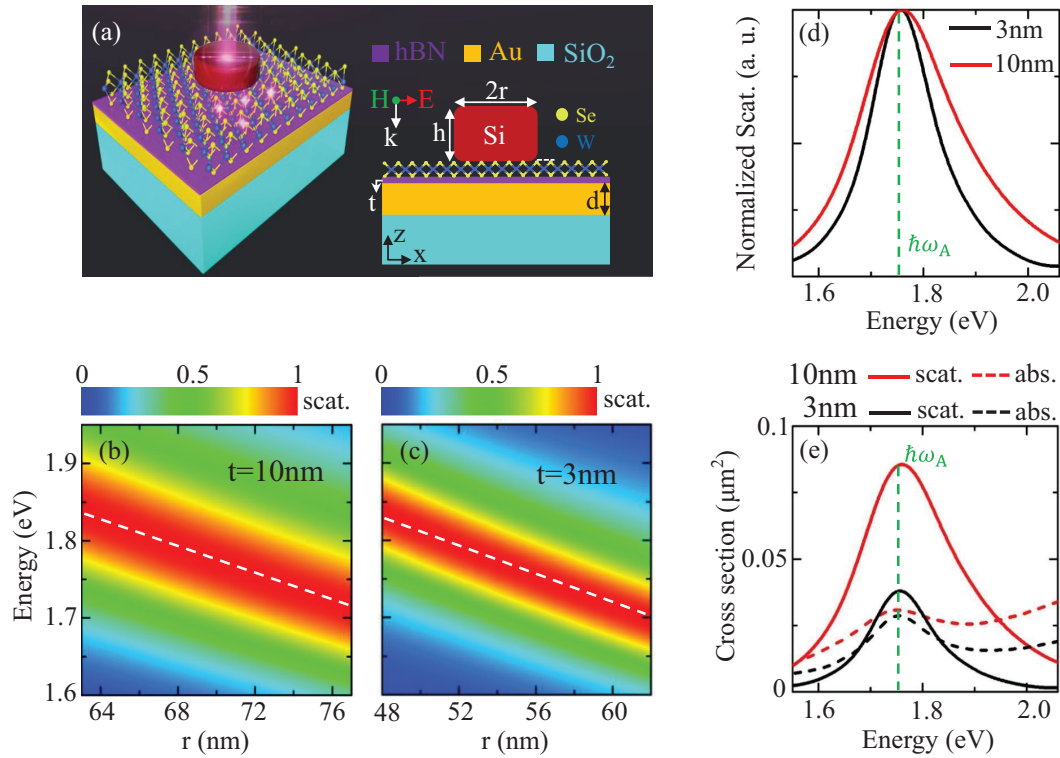 (a)
hBN Au SiO₂
H E
k
2r
h Si
Se
W
t
d
z
x
(d)
3nm
10nm
ħωA
Normalized Scat. (a. u.)
1.6 1.8 2.0
Energy (eV)
0 0.5 1
scat.
(b)
t=10nm
1.9
1.8
1.7
1.6
Energy (eV)
64 68 72 76
r (nm)
0 0.5 1
scat.
(c)
t=3nm
48 52 56 60
r (nm)
10nm scat. abs.
3nm scat. abs.
(e)
ħωA
0.1
0.05
0
Cross section (μm²)
1.6 1.8 2.0
Energy (eV)